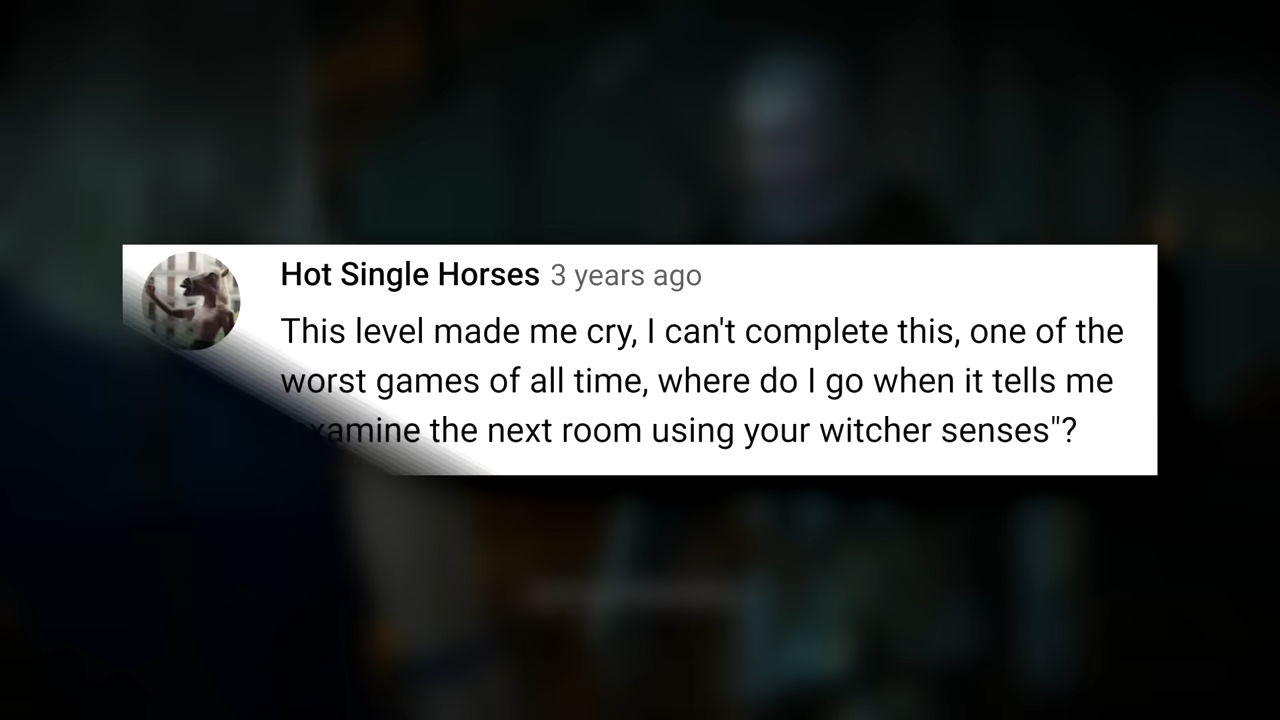 Hot Single Horses 3 years ago
This level made me cry, I can't complete this, one of the
worst games of all time, where do I go when it tells me
examine the next room using your witcher senses"?